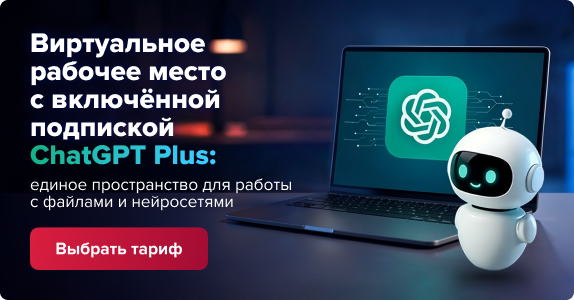 Виртуальное
рабочее место
с включённой
подпиской
ChatGPT Plus:
единое пространство для работы
с файлами и нейросетями
Выбрать тариф